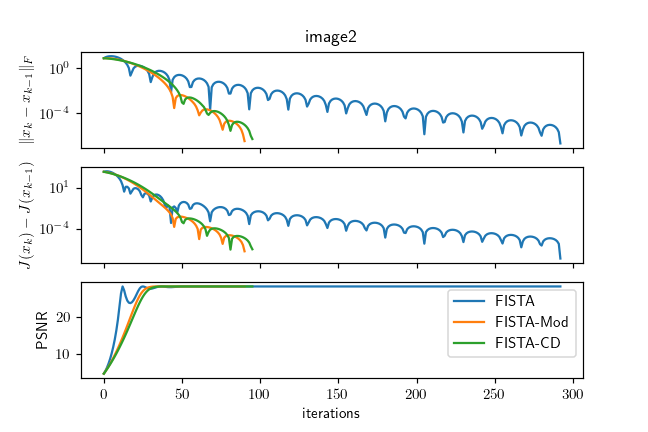 image2
‖x_k − x_{k−1}‖_F
10^0
10^{−4}
J(x_k) − J(x_{k−1})
10^1
10^{−4}
PSNR
20
10
FISTA
FISTA-Mod
FISTA-CD
0 50 100 150 200 250 300
iterations